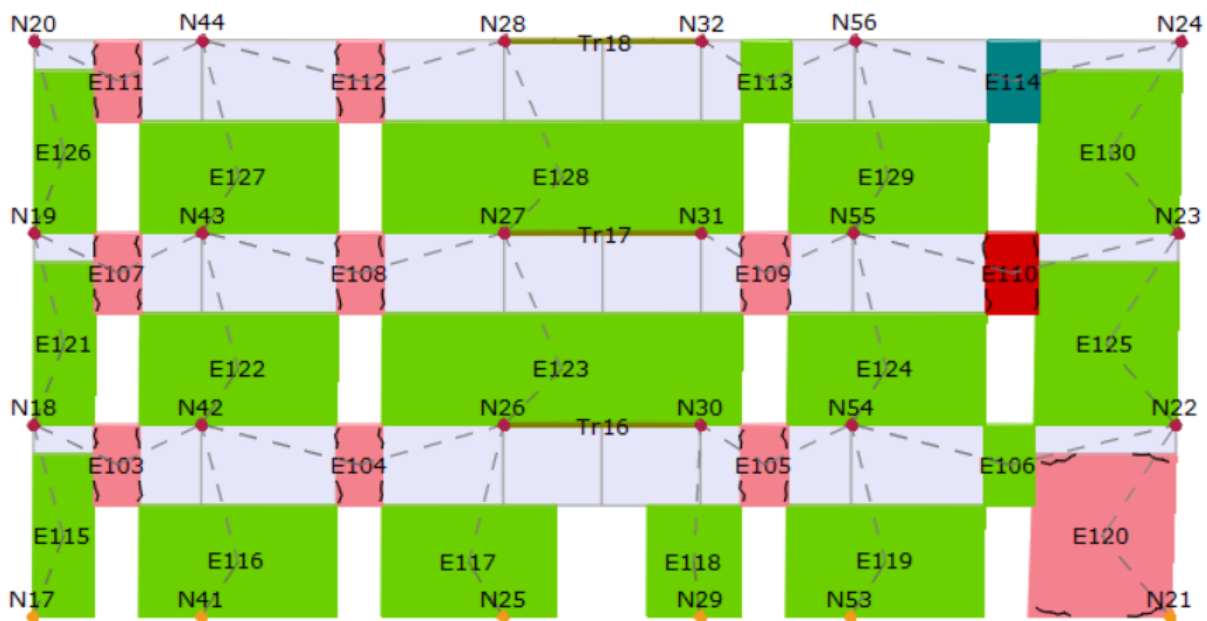 N20 N44 N28 N32 N56 N24
Tr18
E111 E112 E113 E114
E126 E127 E128 E129 E130
N19 N43 N27 N31 N55 N23
Tr17
E107 E108 E109 E110
E121 E122 E123 E124 E125
N18 N42 N26 N30 N54 N22
Tr16
E103 E104 E105 E106
E115 E116 E117 E118 E119 E120
N17 N41 N25 N29 N53 N21